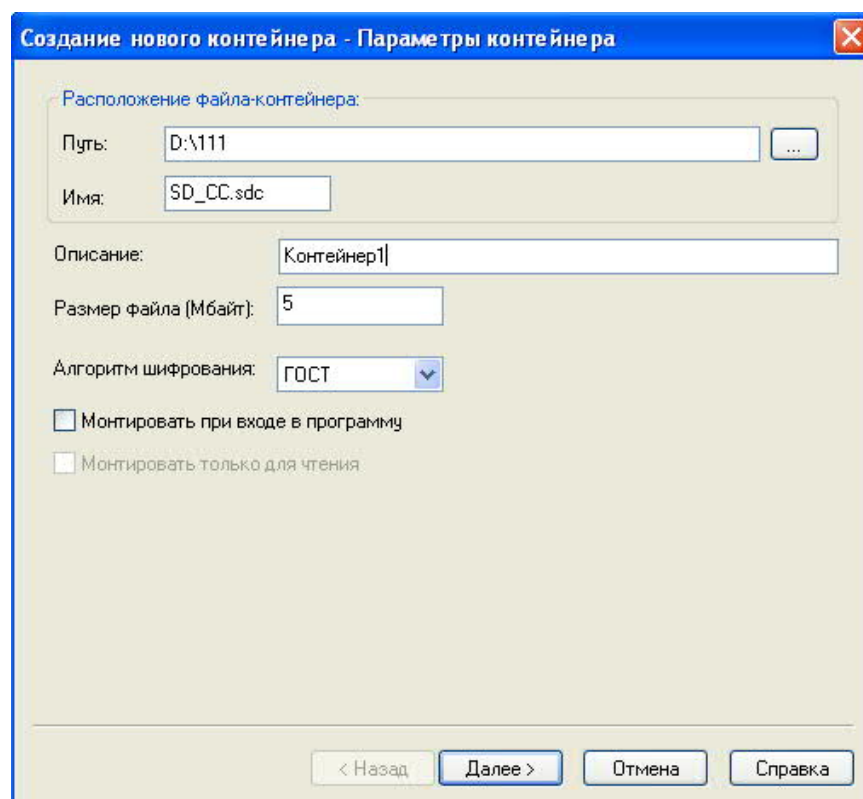 Создание нового контейнера - Параметры контейнера
Расположение файла-контейнера:
Путь: D:\111 ...
Имя: SD_CC.sdc
Описание: Контейнер1
Размер файла (Мбайт): 5
Алгоритм шифрования: ГОСТ
Монтировать при входе в программу
Монтировать только для чтения
< Назад Далее > Отмена Справка